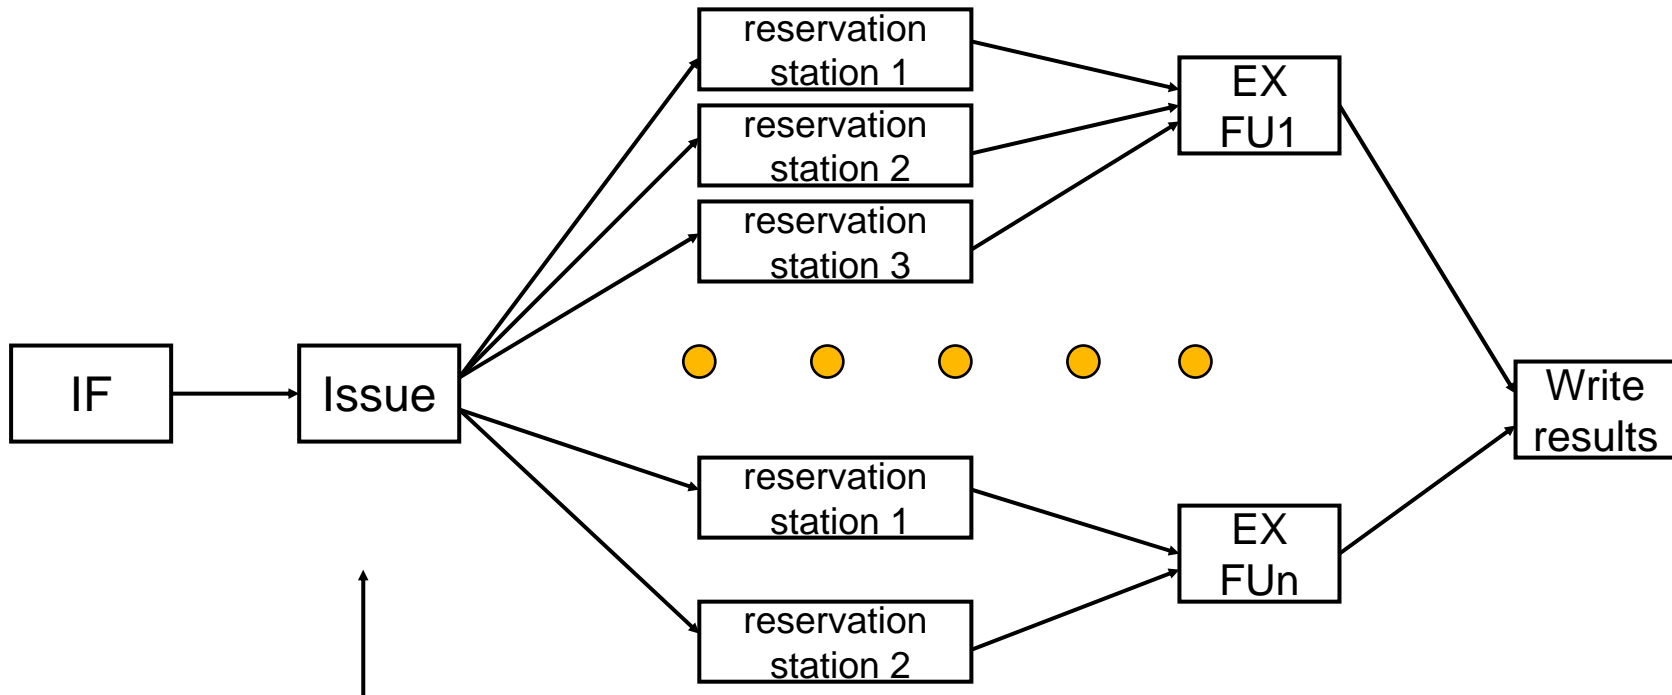 reservation
station 1
reservation
station 2
reservation
station 3
EX
FU1
IF
Issue
Write
results
reservation
station 1
reservation
station 2
EX
FUn